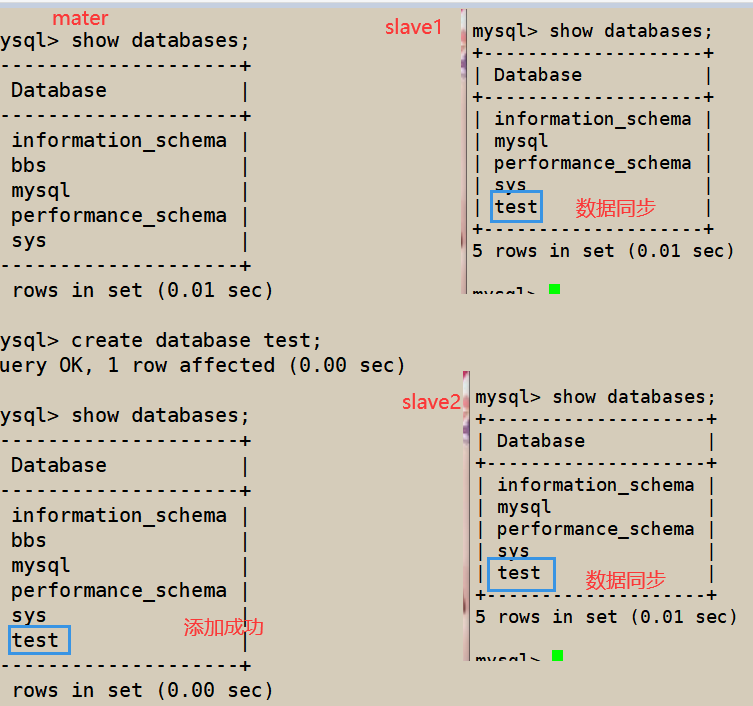 mater
ysql> show databases;
--------------------+
Database |
--------------------+
information_schema |
bbs |
mysql |
performance_schema |
sys |
--------------------+
rows in set (0.01 sec)
ysql> create database test;
uery OK, 1 row affected (0.00 sec)
ysql> show databases;
--------------------+
Database |
--------------------+
information_schema |
bbs |
mysql |
performance_schema |
sys |
test | 添加成功
--------------------+
rows in set (0.00 sec)
slave1
mysql> show databases;
+--------------------+
| Database |
+--------------------+
| information_schema |
| mysql |
| performance_schema |
| sys |
| test | 数据同步
+--------------------+
5 rows in set (0.01 sec)
mysql>
slave2
mysql> show databases;
+--------------------+
| Database |
+--------------------+
| information_schema |
| mysql |
| performance_schema |
| sys |
| test | 数据同步
+--------------------+
5 rows in set (0.01 sec)
mysql>